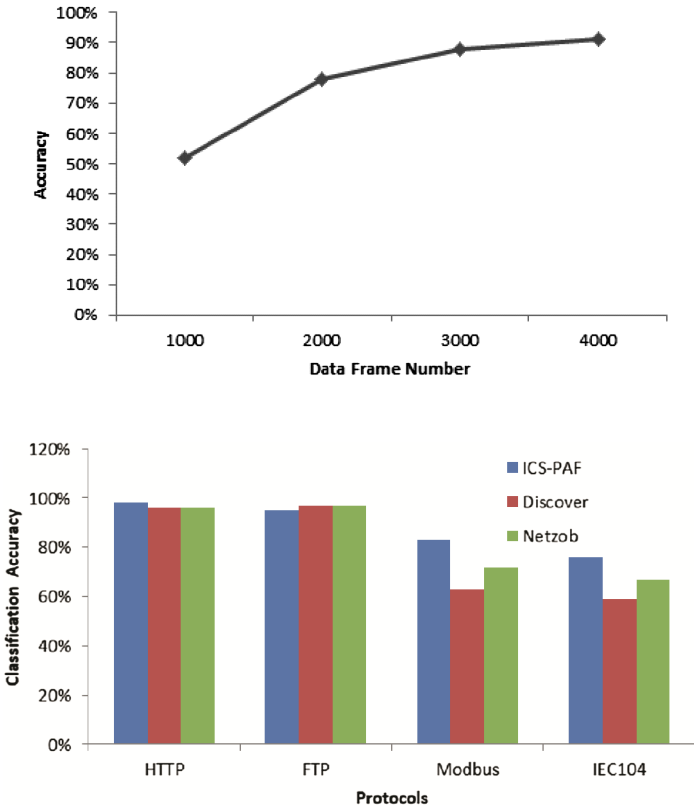 100%
90%
80%
70%
60%
50%
40%
30%
20%
10%
0%
Accuracy
1000 2000 3000 4000
Data Frame Number
120%
100%
80%
60%
40%
20%
0%
Classification Accuracy
ICS-PAF
Discover
Netzob
HTTP FTP Modbus IEC104
Protocols